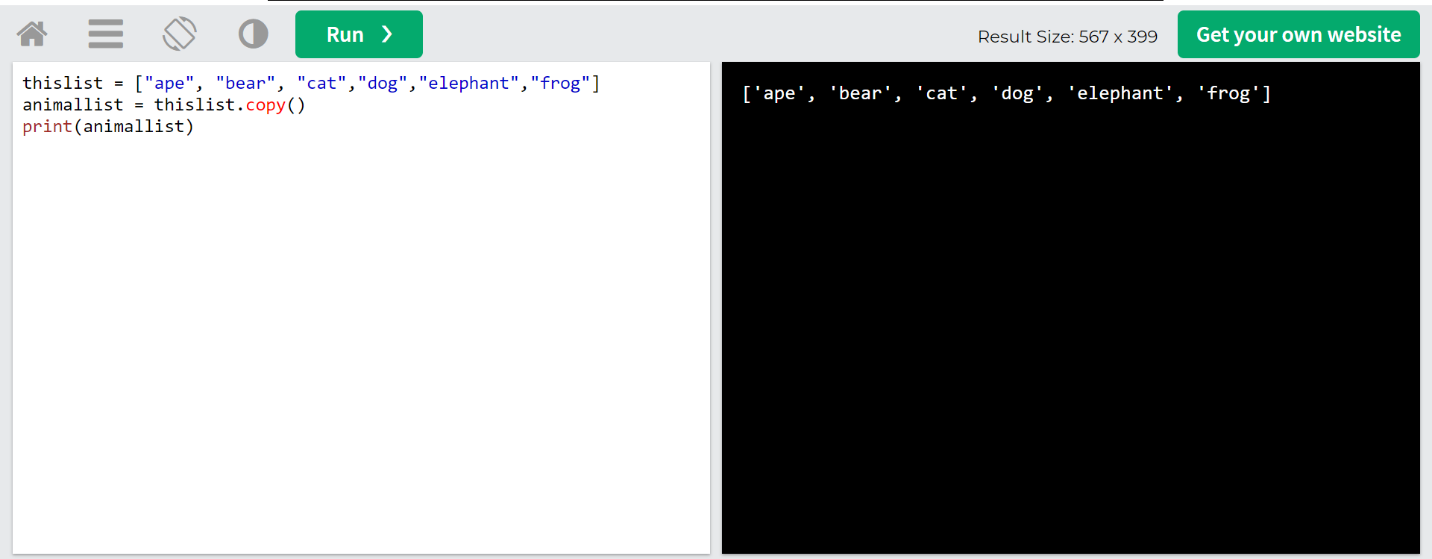 Run ❯
Result Size: 567 x 399
Get your own website
thislist = ["ape", "bear", "cat","dog","elephant","frog"]
animallist = thislist.copy()
print(animallist)
['ape', 'bear', 'cat', 'dog', 'elephant', 'frog']